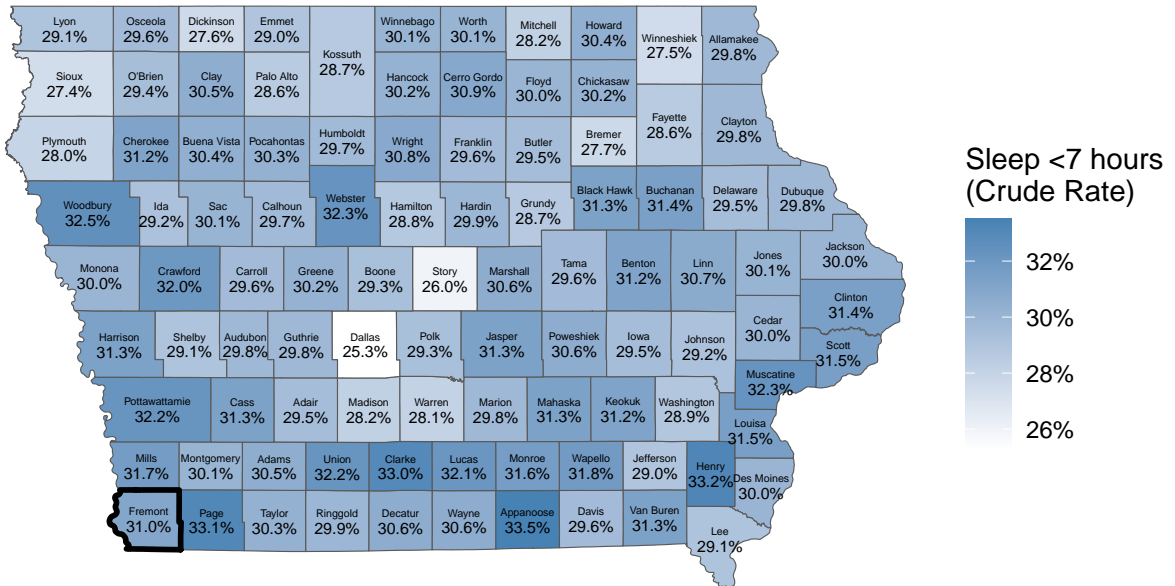 Lyon Osceola Dickinson Emmet Winnebago Worth Mitchell Howard Winneshiek Allamakee
29.1% 29.6% 27.6% 29.0% 30.1% 30.1% 28.2% 30.4% 27.5% 29.8%
Kossuth
28.7%
Sioux O'Brien Clay Palo Alto Hancock Cerro Gordo Floyd Chickasaw
27.4% 29.4% 30.5% 28.6% 30.2% 30.9% 30.0% 30.2%
Fayette Clayton
28.6% 29.8%
Plymouth Cherokee Buena Vista Pocahontas Humboldt Wright Franklin Butler Bremer
28.0% 31.2% 30.4% 30.3% 29.7% 30.8% 29.6% 29.5% 27.7%
Black Hawk Buchanan Delaware Dubuque
31.3% 31.4% 29.5% 29.8%
Woodbury Ida Sac Calhoun Webster Hamilton Hardin Grundy
32.5% 29.2% 30.1% 29.7% 32.3% 28.8% 29.9% 28.7%
Jones Jackson
30.1% 30.0%
Monona Crawford Carroll Greene Boone Story Marshall Tama Benton Linn
30.0% 32.0% 29.6% 30.2% 29.3% 26.0% 30.6% 29.6% 31.2% 30.7%
Clinton
31.4%
Cedar Scott
30.0% 31.5%
Harrison Shelby Audubon Guthrie Dallas Polk Jasper Poweshiek Iowa Johnson
31.3% 29.1% 29.8% 29.8% 25.3% 29.3% 31.3% 30.6% 29.5% 29.2%
Muscatine
32.3%
Pottawattamie Cass Adair Madison Warren Marion Mahaska Keokuk Washington
32.2% 31.3% 29.5% 28.2% 28.1% 29.8% 31.3% 31.2% 28.9%
Louisa
31.5%
Mills Montgomery Adams Union Clarke Lucas Monroe Wapello Jefferson Henry Des Moines
31.7% 30.1% 30.5% 32.2% 33.0% 32.1% 31.6% 31.8% 29.0% 33.2% 30.0%
Fremont Page Taylor Ringgold Decatur Wayne Appanoose Davis Van Buren Lee
31.0% 33.1% 30.3% 29.9% 30.6% 30.6% 33.5% 29.6% 31.3% 29.1%
Sleep <7 hours
(Crude Rate)
32%
30%
28%
26%